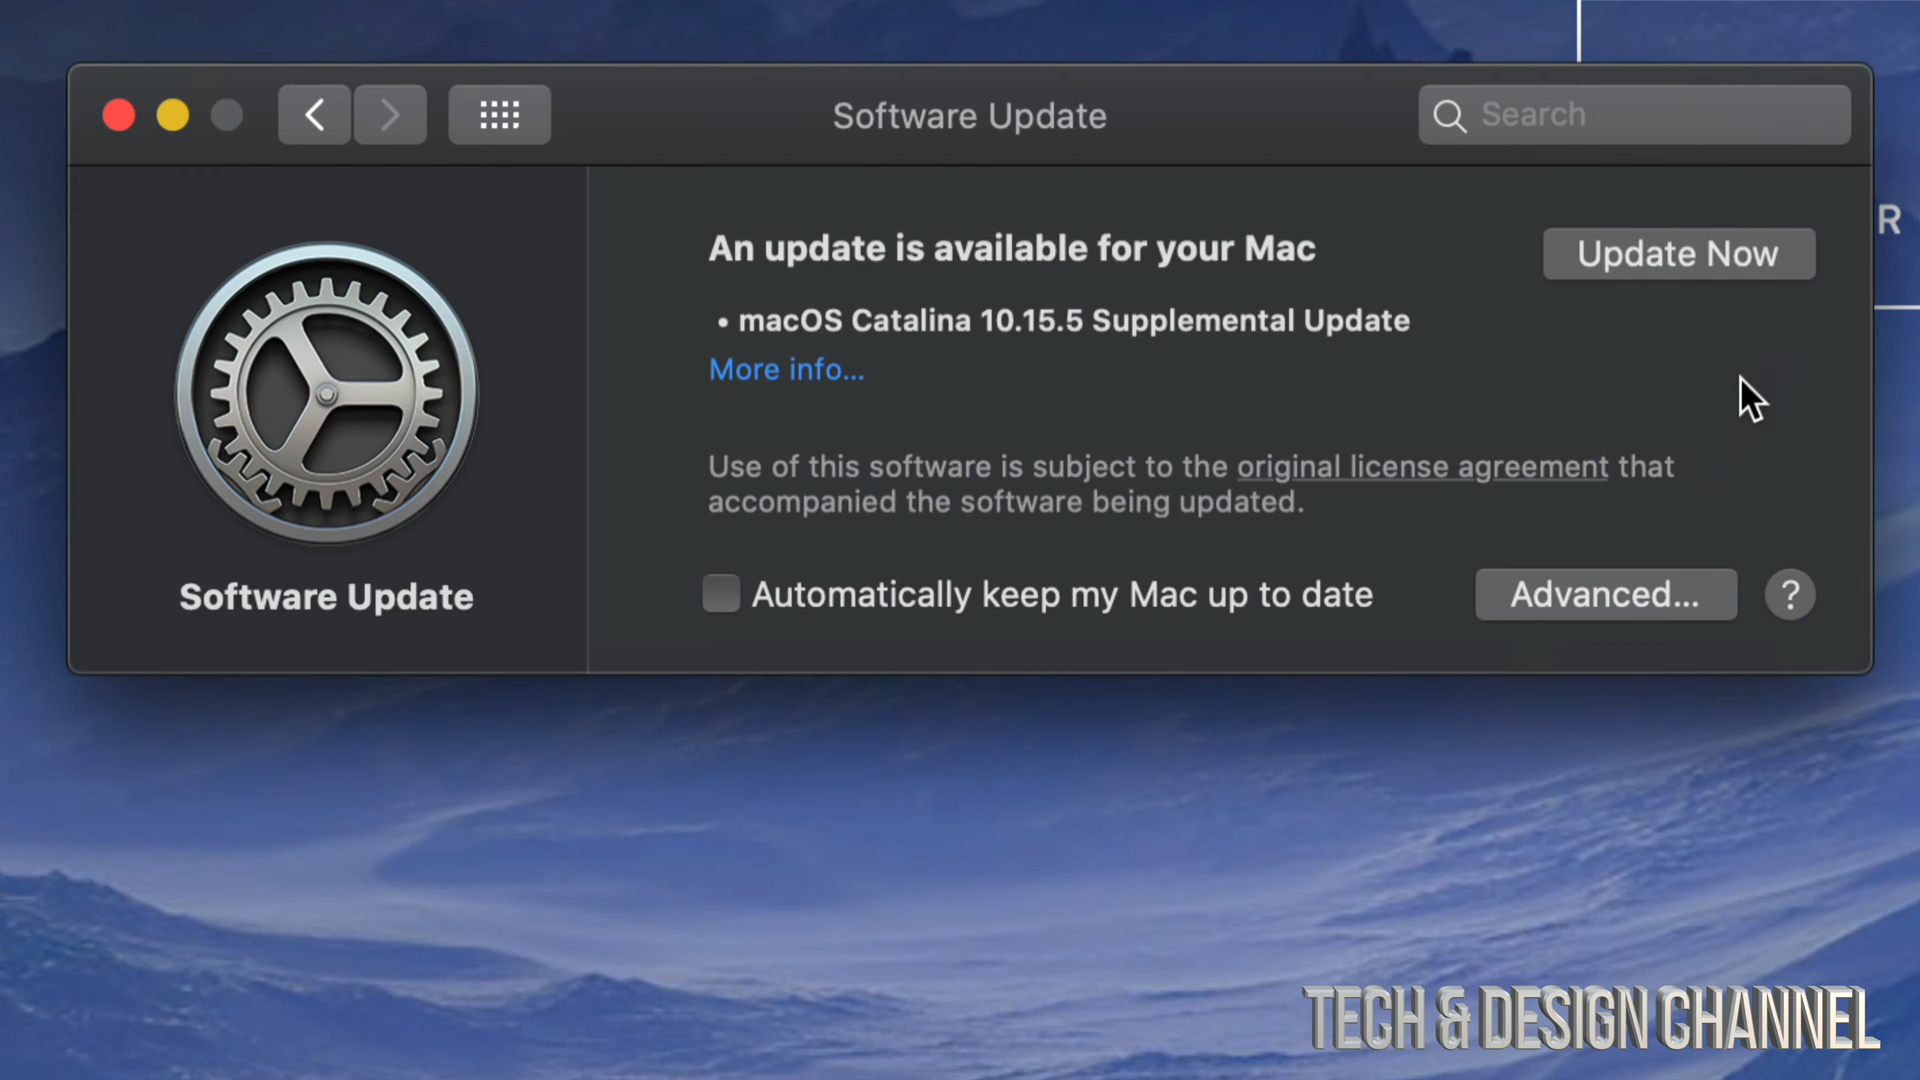 Software Update
Search
R
An update is available for your Mac
Update Now
• macOS Catalina 10.15.5 Supplemental Update
More info...
Use of this software is subject to the original license agreement that
accompanied the software being updated.
Software Update
Automatically keep my Mac up to date
Advanced...
?
TECH & DESIGN CHANNEL